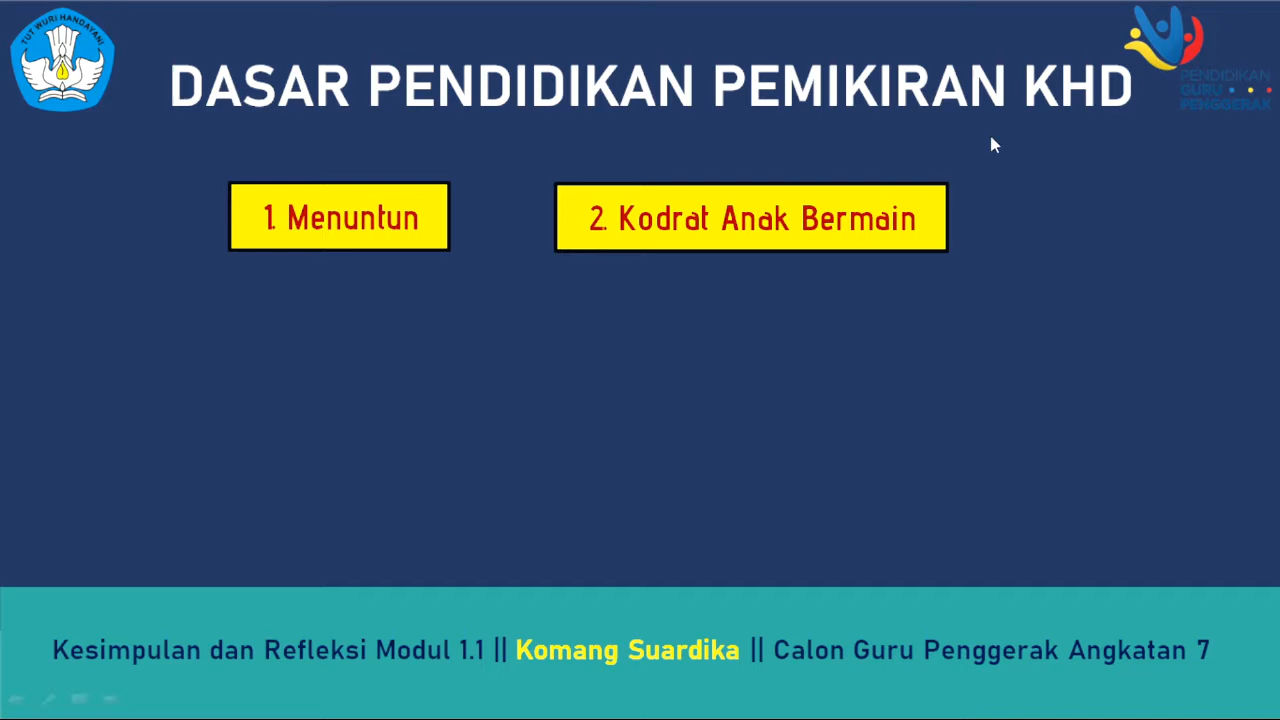 TUT WURI HANDAYANI
DASAR PENDIDIKAN PEMIKIRAN KHD
PENDIDIKAN
GURU
PENGGERAK
1. Menuntun
2. Kodrat Anak Bermain
Kesimpulan dan Refleksi Modul 1.1 || Komang Suardika || Calon Guru Penggerak Angkatan 7